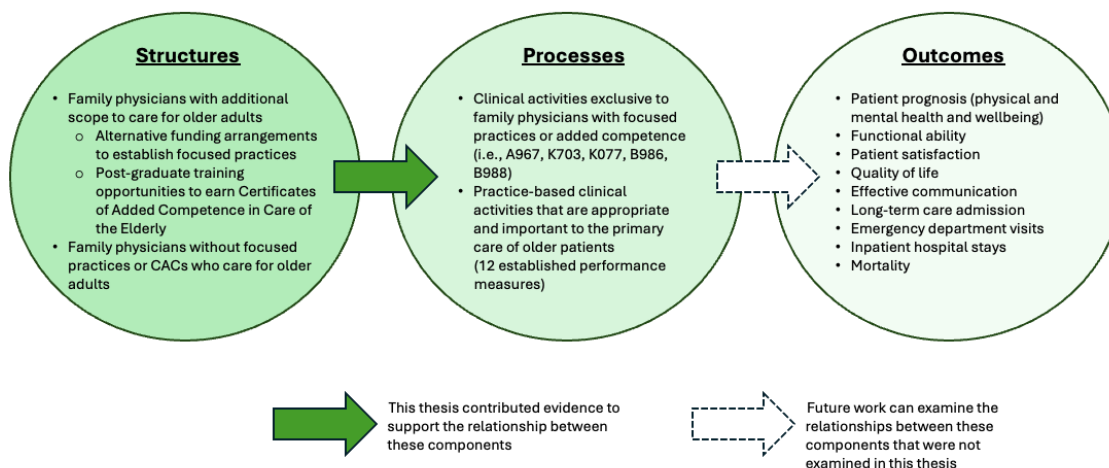 Structures
• Family physicians with additional
scope to care for older adults
o Alternative funding arrangements
to establish focused practices
o Post-graduate training
opportunities to earn Certificates
of Added Competence in Care of
the Elderly
• Family physicians without focused
practices or CACs who care for older
adults
Processes
• Clinical activities exclusive to
family physicians with focused
practices or added competence
(i.e., A967, K703, K077, B986,
B988)
• Practice-based clinical
activities that are appropriate
and important to the primary
care of older patients
(12 established performance
measures)
Outcomes
• Patient prognosis (physical and
mental health and wellbeing)
• Functional ability
• Patient satisfaction
• Quality of life
• Effective communication
• Long-term care admission
• Emergency department visits
• Inpatient hospital stays
• Mortality
This thesis contributed evidence to
support the relationship between
these components
Future work can examine the
relationships between these
components that were not
examined in this thesis